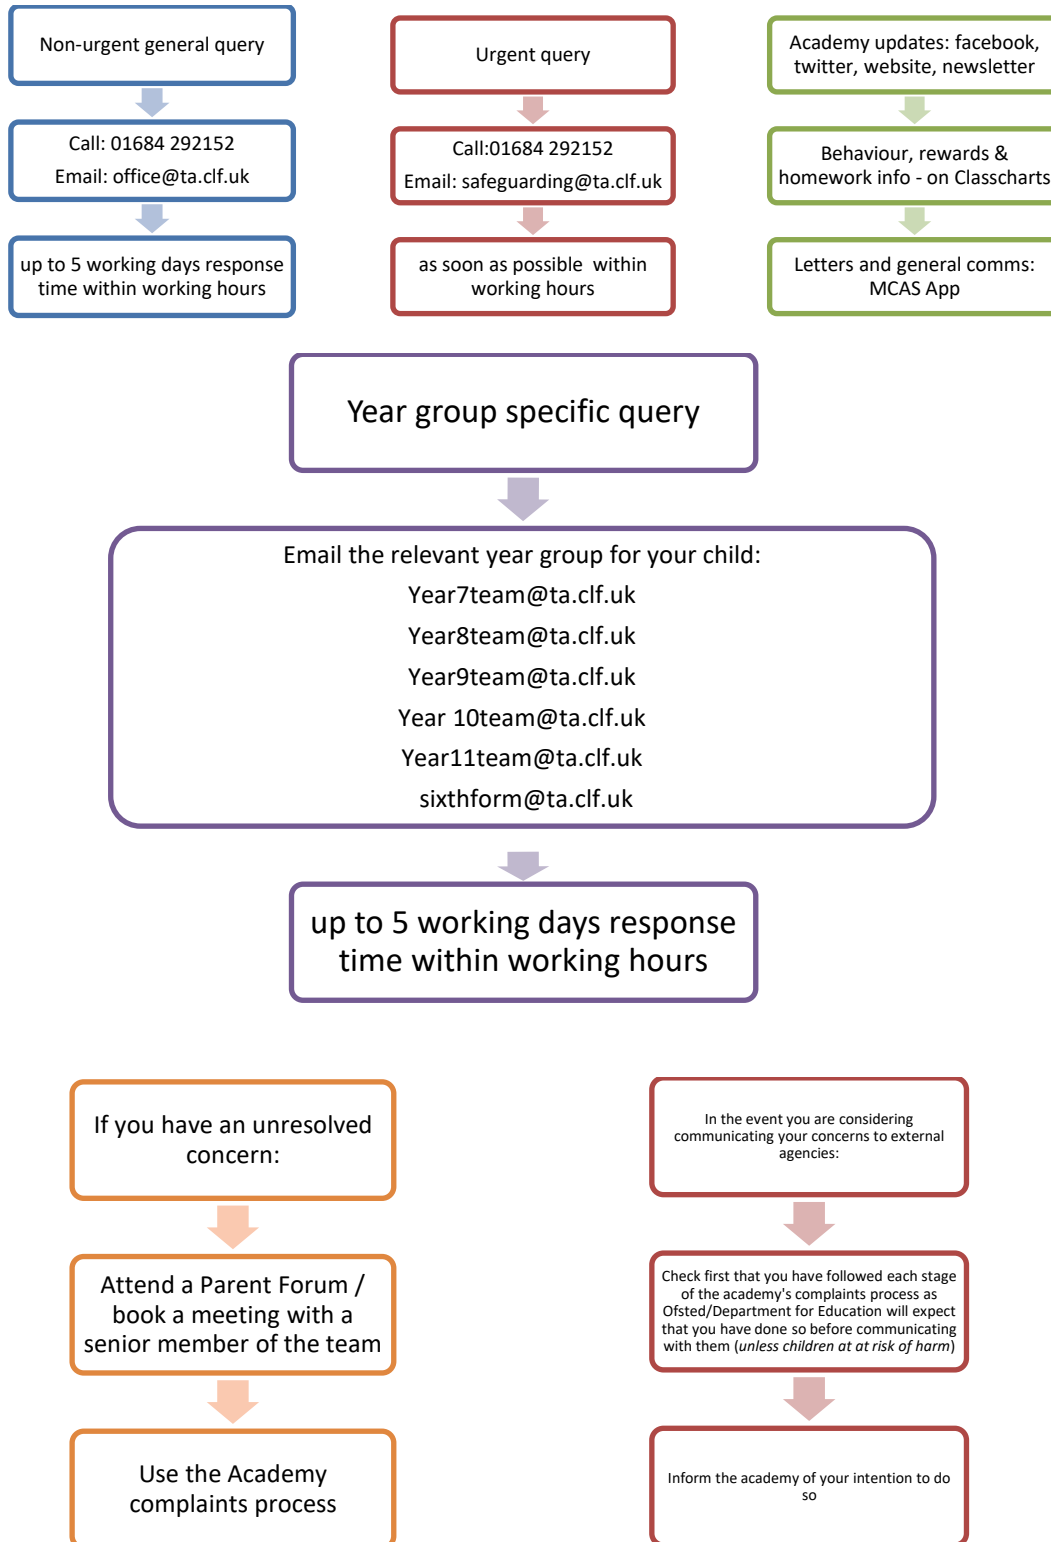 Non-urgent general query
Call: 01684 292152
Email: office@ta.clf.uk
up to 5 working days response
time within working hours
Urgent query
Call:01684 292152
Email: safeguarding@ta.clf.uk
as soon as possible within
working hours
Academy updates: facebook,
twitter, website, newsletter
Behaviour, rewards &
homework info - on Classcharts
Letters and general comms:
MCAS App
Year group specific query
Email the relevant year group for your child:
Year7team@ta.clf.uk
Year8team@ta.clf.uk
Year9team@ta.clf.uk
Year 10team@ta.clf.uk
Year11team@ta.clf.uk
sixthform@ta.clf.uk
up to 5 working days response
time within working hours
If you have an unresolved
concern:
Attend a Parent Forum /
book a meeting with a
senior member of the team
Use the Academy
complaints process
In the event you are considering
communicating your concerns to external
agencies:
Check first that you have followed each stage
of the academy's complaints process as
Ofsted/Department for Education will expect
that you have done so before communicating
with them (unless children at at risk of harm)
Inform the academy of your intention to do
so